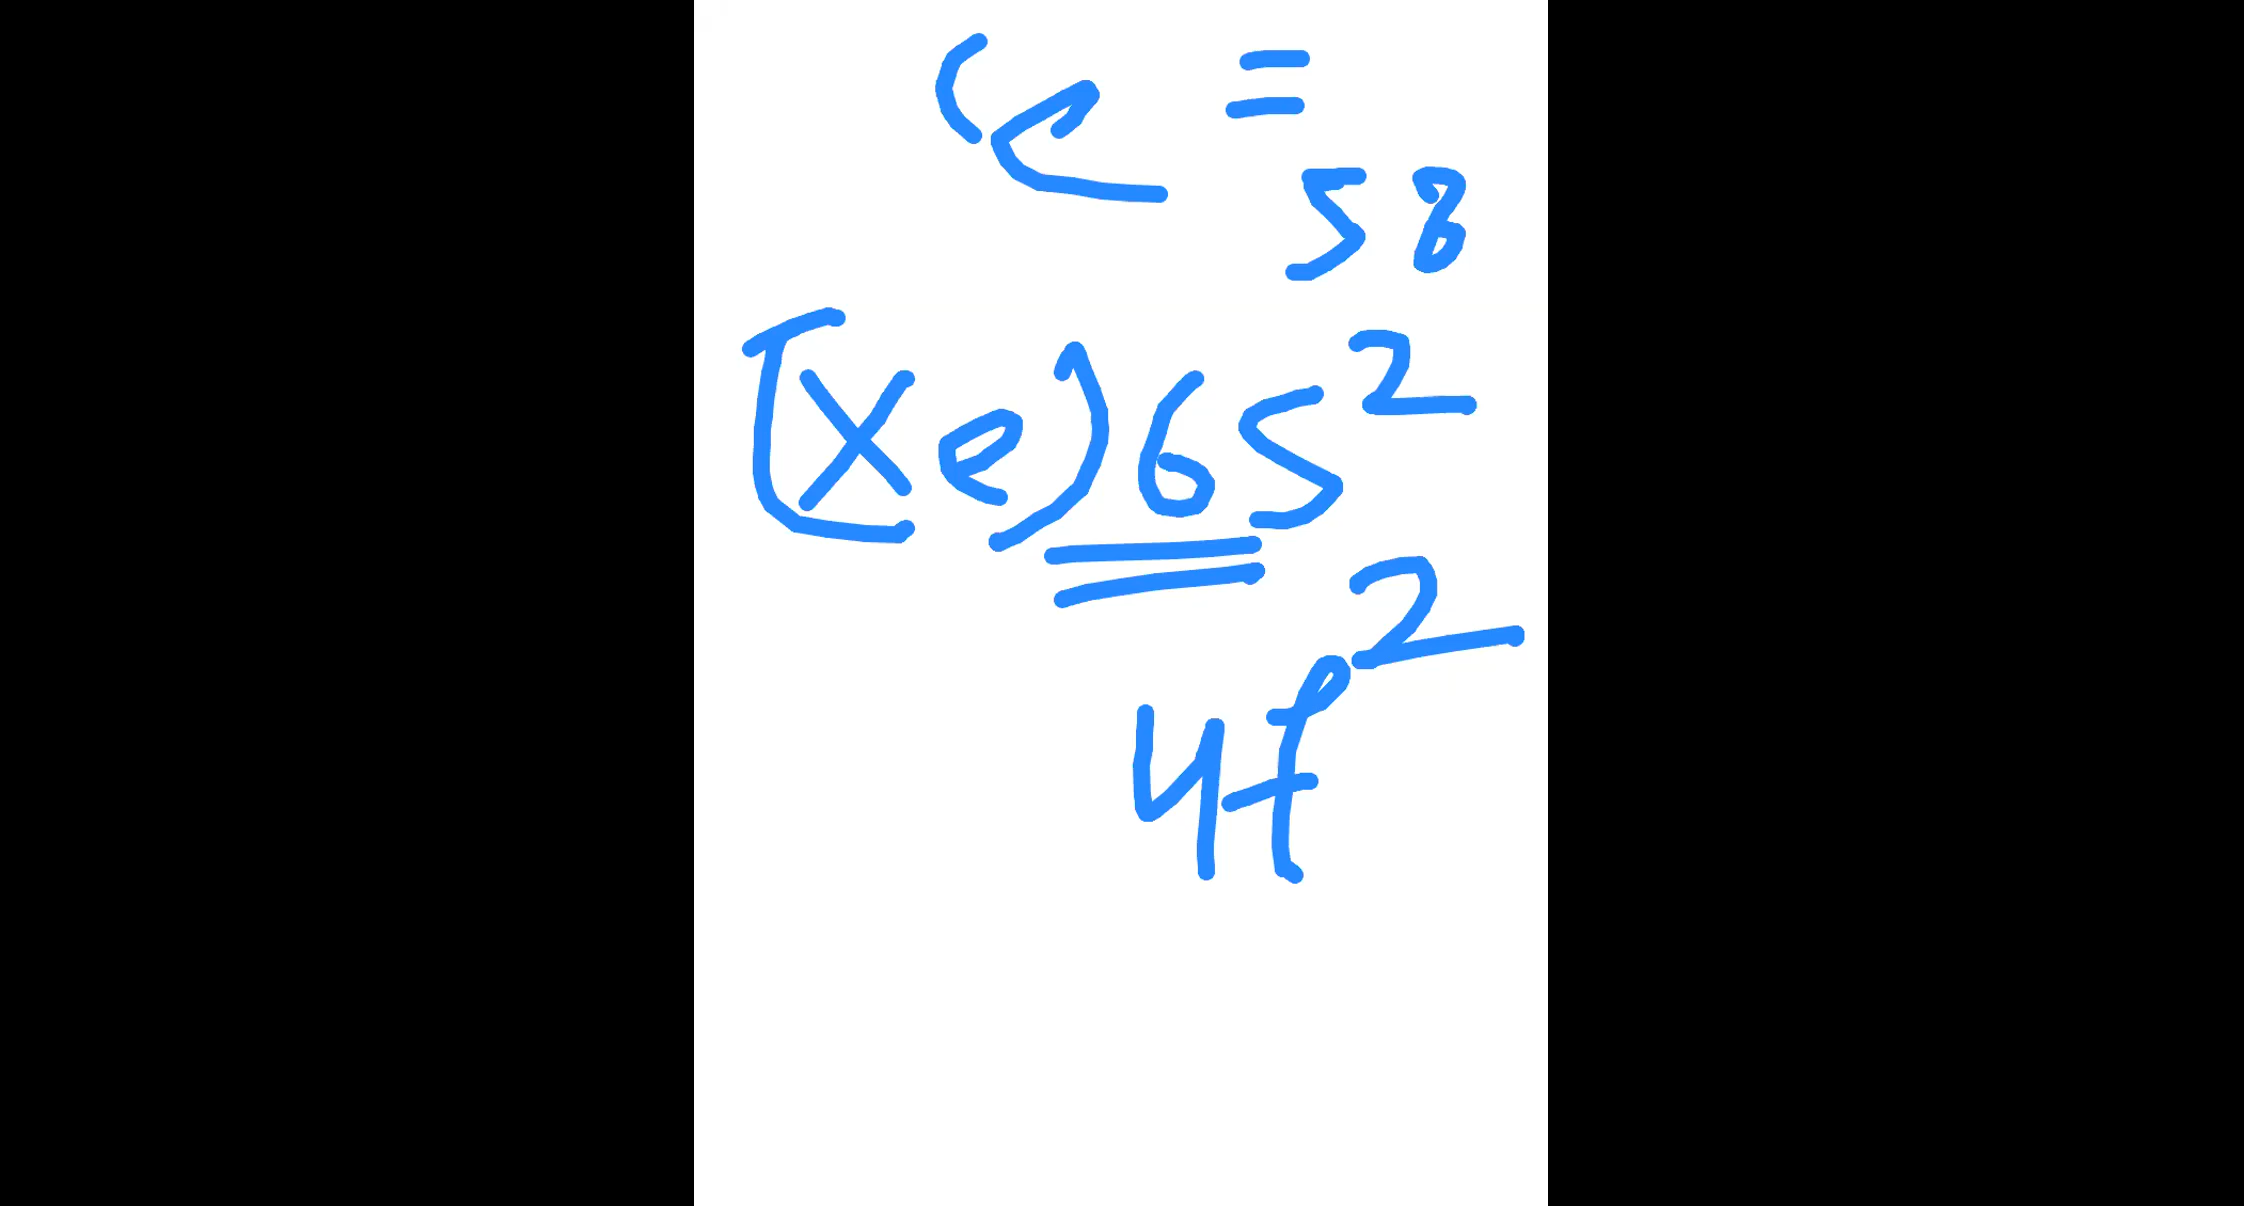 Ce =
58
[Xe)6s²
4f²